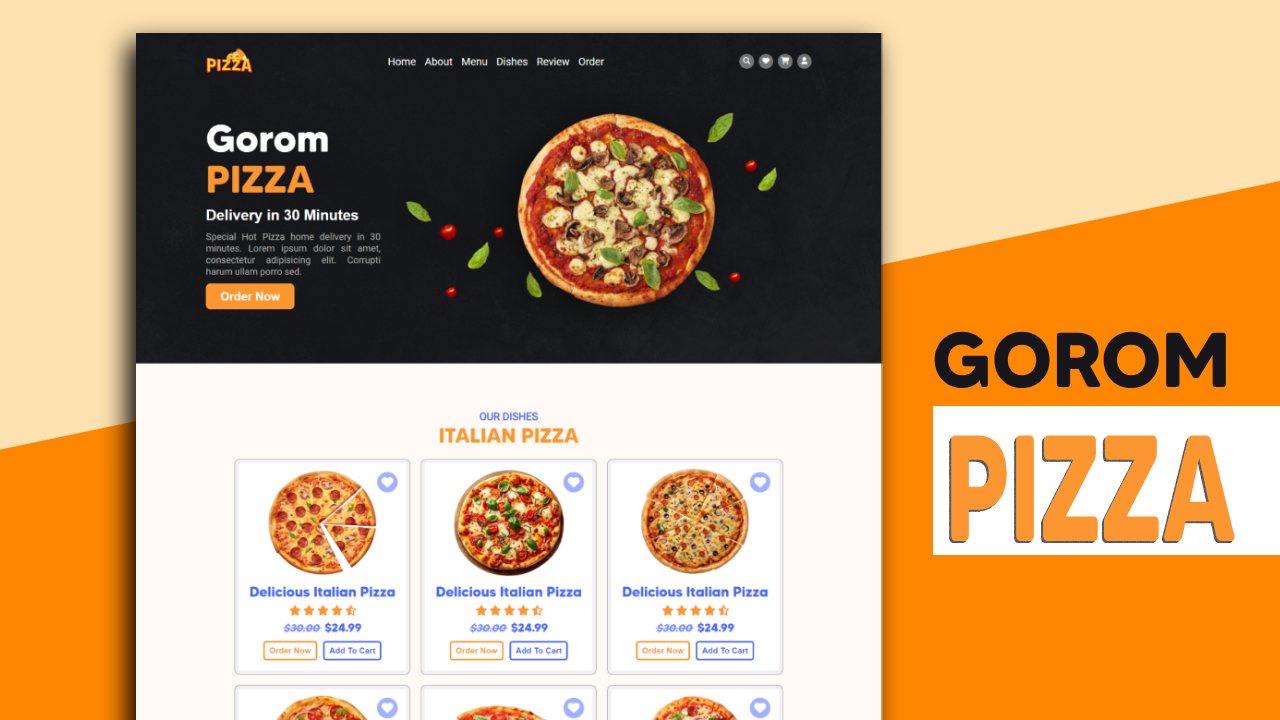 PIZZA
Home About Menu Dishes Review Order
Gorom
PIZZA
Delivery in 30 Minutes
Special Hot Pizza home delivery in 30
minutes. Lorem ipsum dolor sit amet,
consectetur adipisicing elit. Corrupti
harum ullam porro sed.
Order Now
OUR DISHES
ITALIAN PIZZA
Delicious Italian Pizza
$30.00 $24.99
Order Now Add To Cart
Delicious Italian Pizza
$30.00 $24.99
Order Now Add To Cart
Delicious Italian Pizza
$30.00 $24.99
Order Now Add To Cart
GOROM
PIZZA